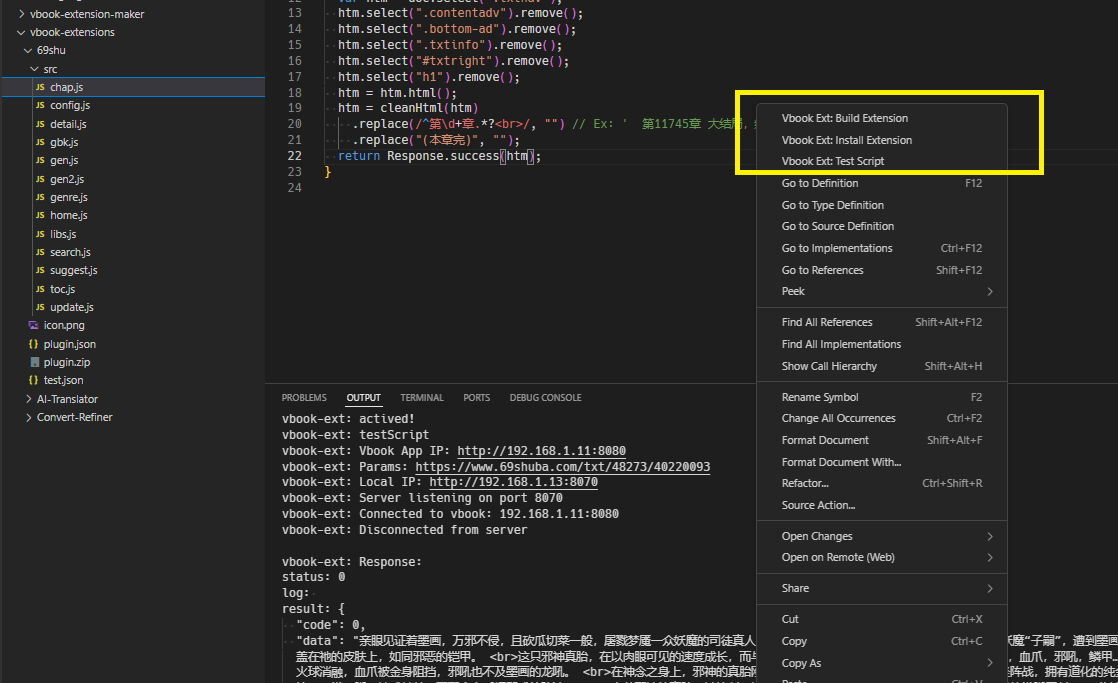 vbook-extension-maker
vbook-extensions
69shu
src
JS chap.js
JS config.js
JS detail.js
JS gbk.js
JS gen.js
JS gen2.js
JS genre.js
JS home.js
JS libs.js
JS search.js
JS suggest.js
JS toc.js
JS update.js
icon.png
{} plugin.json
plugin.zip
{} test.json
AI-Translator
Convert-Refiner
13 htm.select(".contentadv").remove();
14 htm.select(".bottom-ad").remove();
15 htm.select(".txtinfo").remove();
16 htm.select("#txtright").remove();
17 htm.select("h1").remove();
18 htm = htm.html();
19 htm = cleanHtml(htm)
20 .replace(/^第\d+章.*?<br>/, "") // Ex: '　第11745章 大结局,
21 .replace("(本章完)", "");
22 return Response.success(htm);
23 }
24
PROBLEMS OUTPUT TERMINAL PORTS DEBUG CONSOLE
vbook-ext: actived!
vbook-ext: testScript
vbook-ext: Vbook App IP: http://192.168.1.11:8080
vbook-ext: Params: https://www.69shuba.com/txt/48273/40220093
vbook-ext: Local IP: http://192.168.1.13:8070
vbook-ext: Server listening on port 8070
vbook-ext: Connected to vbook: 192.168.1.11:8080
vbook-ext: Disconnected from server
vbook-ext: Response:
status: 0
log:
result: {
"code": 0,
"data": "亲眼见证着墨画，万邪不侵，且砍瓜切菜一般，屠戮梦魇一众妖魔的司徒真人 妖魔“子嗣”，遭到墨画
盖在祂的皮肤上，如同邪恶的铠甲。 <br>这只邪神真胎，在以肉眼可见的速度成长，而与 ，血爪，邪吼，鳞甲…
火球消融，血爪被金身阻挡，邪吼也不及墨画的龙吼。 <br>在神念之身上，邪神的真胎 阵战，拥有道化的
Vbook Ext: Build Extension
Vbook Ext: Install Extension
Vbook Ext: Test Script
Go to Definition F12
Go to Type Definition
Go to Source Definition
Go to Implementations Ctrl+F12
Go to References Shift+F12
Peek
Find All References Shift+Alt+F12
Find All Implementations
Show Call Hierarchy Shift+Alt+H
Rename Symbol F2
Change All Occurrences Ctrl+F2
Format Document Shift+Alt+F
Format Document With...
Refactor... Ctrl+Shift+R
Source Action...
Open Changes
Open on Remote (Web)
Share
Cut Ctrl+X
Copy Ctrl+C
Copy As